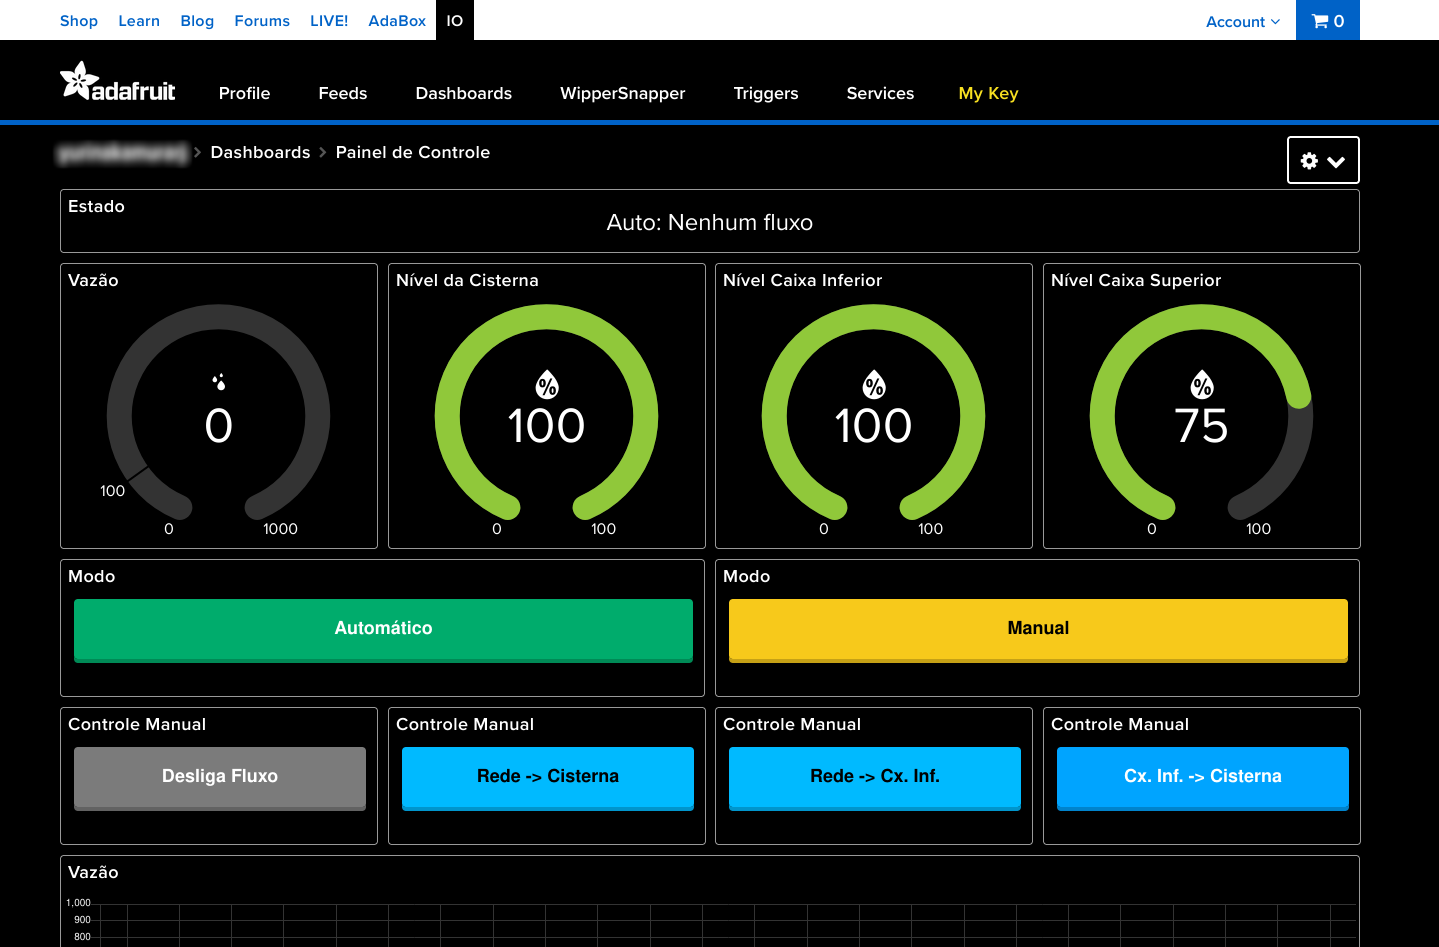 Shop Learn Blog Forums LIVE! AdaBox IO Account 0
adafruit Profile Feeds Dashboards WipperSnapper Triggers Services My Key
Dashboards Painel de Controle
Estado
Auto: Nenhum fluxo
Vazão
0
100
0 1000
Nível da Cisterna
%
100
0 100
Nível Caixa Inferior
%
100
0 100
Nível Caixa Superior
%
75
0 100
Modo
Automático
Modo
Manual
Controle Manual
Desliga Fluxo
Controle Manual
Rede -> Cisterna
Controle Manual
Rede -> Cx. Inf.
Controle Manual
Cx. Inf. -> Cisterna
Vazão
1,000
900
800